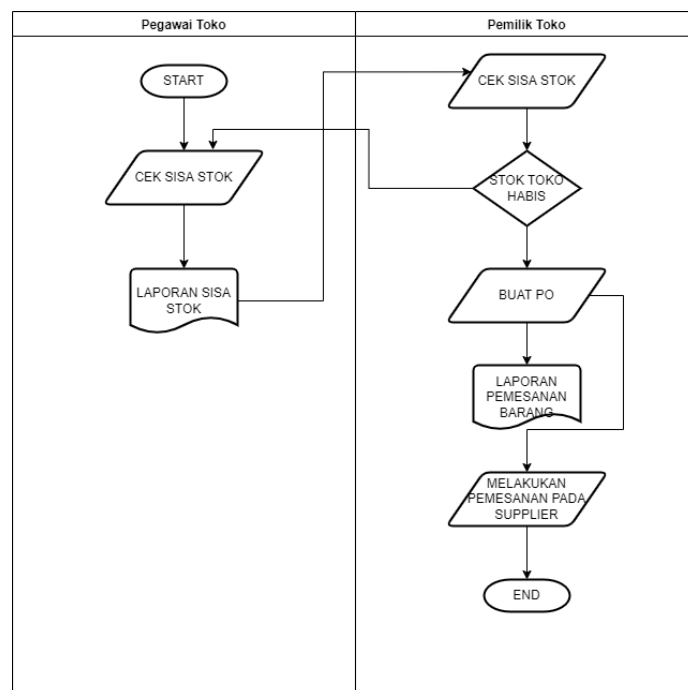 Pegawai Toko
Pemilik Toko
START
CEK SISA STOK
LAPORAN SISA
STOK
CEK SISA STOK
STOK TOKO
HABIS
BUAT PO
LAPORAN
PEMESANAN
BARANG
MELAKUKAN
PEMESANAN PADA
SUPPLIER
END